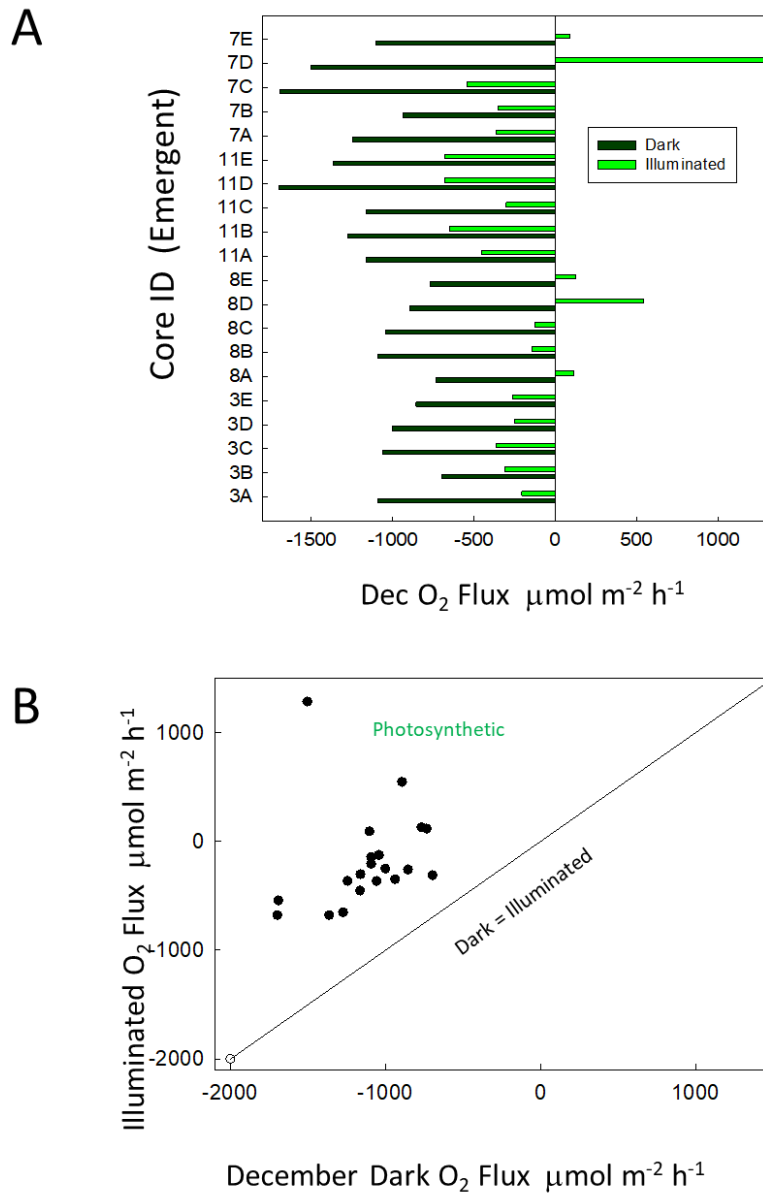 A
Core ID (Emergent)
7E
7D
7C
7B
7A
11E
11D
11C
11B
11A
8E
8D
8C
8B
8A
3E
3D
3C
3B
3A
Dark
Illuminated
-1500 -1000 -500 0 500 1000
Dec O₂ Flux µmol m⁻² h⁻¹
B
Illuminated O₂ Flux µmol m⁻² h⁻¹
1000
0
-1000
-2000
Photosynthetic
Dark = Illuminated
-2000 -1000 0 1000
December Dark O₂ Flux µmol m⁻² h⁻¹